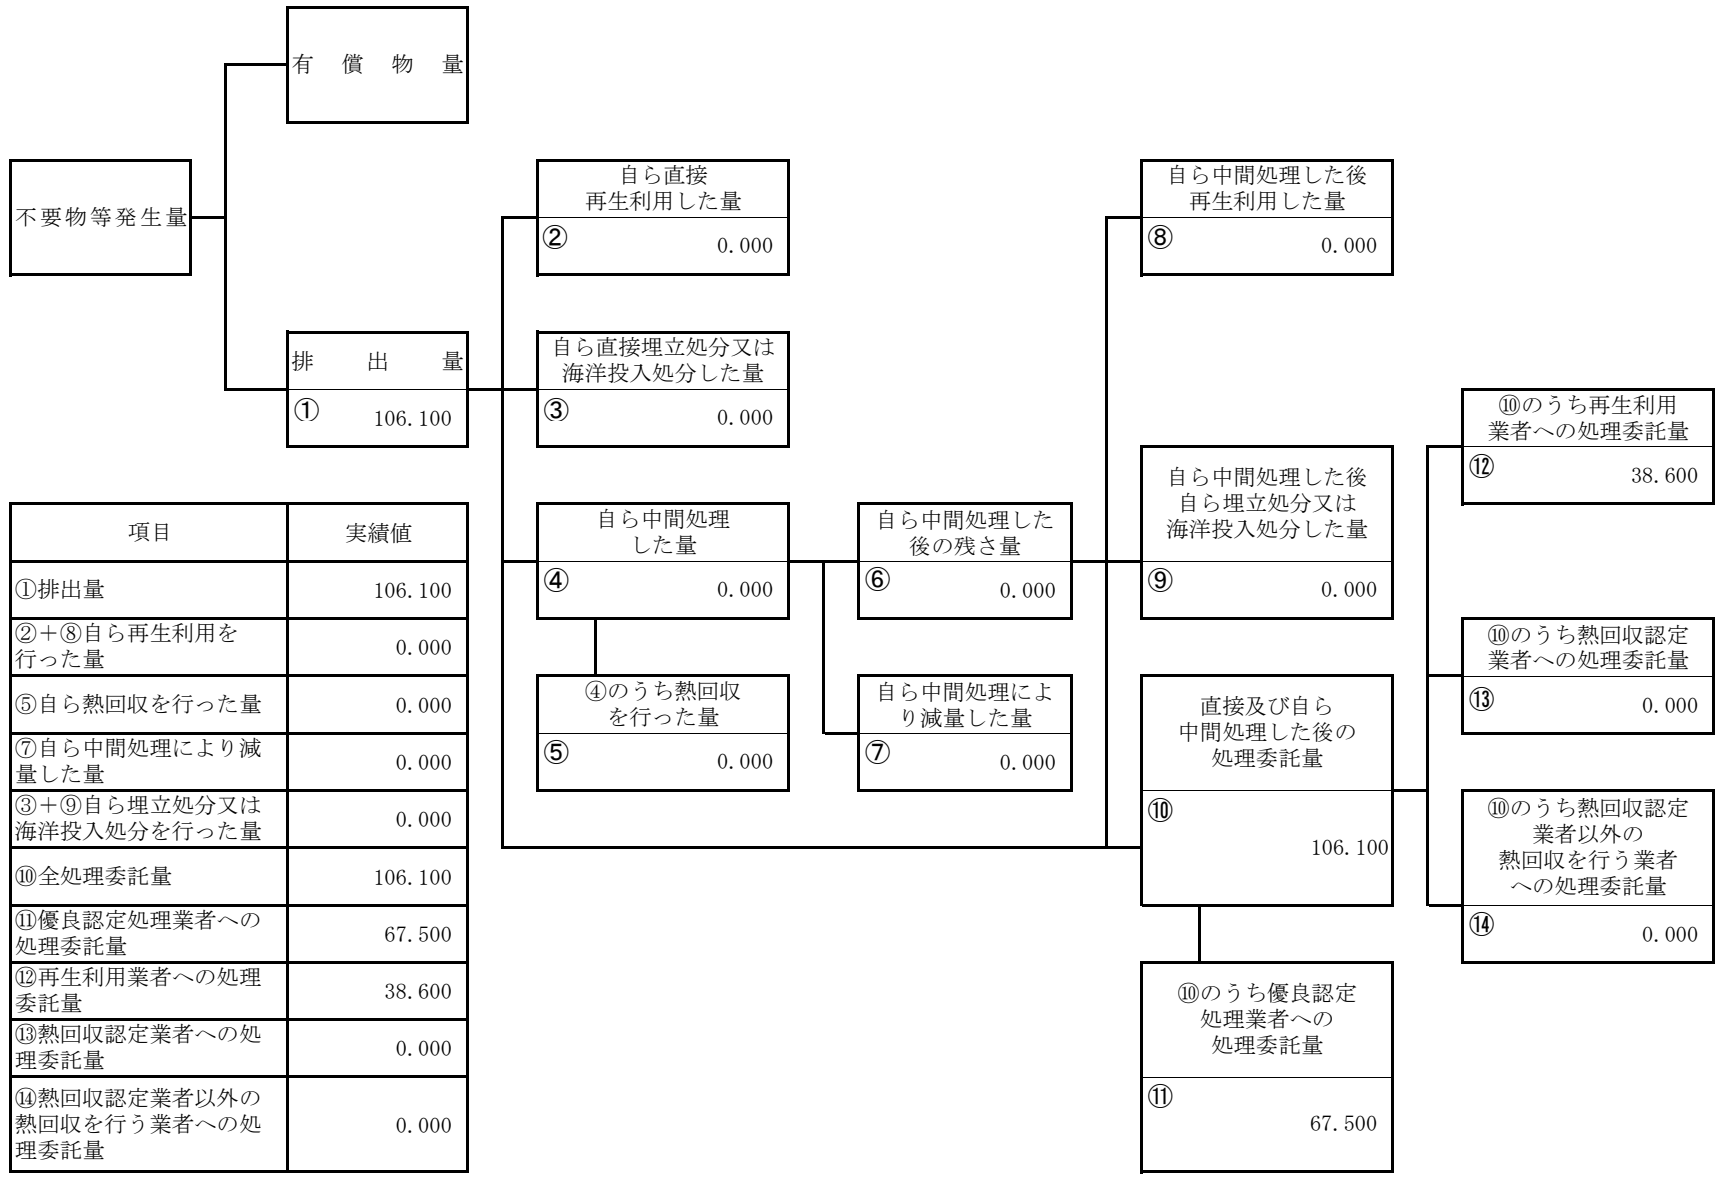 有償物量
不要物等発生量
自ら直接
再生利用した量
② 0.000
自ら中間処理した後
再生利用した量
⑧ 0.000
排出量
① 106.100
自ら直接埋立処分又は
海洋投入処分した量
③ 0.000
⑩のうち再生利用
業者への処理委託量
⑫ 38.600
自ら中間処理
した量
④ 0.000
自ら中間処理した
後の残さ量
⑥ 0.000
自ら中間処理した後
自ら埋立処分又は
海洋投入処分した量
⑨ 0.000
⑩のうち熱回収認定
業者への処理委託量
⑬ 0.000
④のうち熱回収
を行った量
⑤ 0.000
自ら中間処理によ
り減量した量
⑦ 0.000
直接及び自ら
中間処理した後の
処理委託量
⑩ 106.100
⑩のうち熱回収認定
業者以外の
熱回収を行う業者
への処理委託量
⑭ 0.000
⑩のうち優良認定
処理業者への
処理委託量
⑪ 67.500
項目 実績値
①排出量 106.100
②＋⑧自ら再生利用を
行った量 0.000
⑤自ら熱回収を行った量 0.000
⑦自ら中間処理により減
量した量 0.000
③＋⑨自ら埋立処分又は
海洋投入処分を行った量 0.000
⑩全処理委託量 106.100
⑪優良認定処理業者への
処理委託量 67.500
⑫再生利用業者への処理
委託量 38.600
⑬熱回収認定業者への処
理委託量 0.000
⑭熱回収認定業者以外の
熱回収を行う業者への処
理委託量 0.000